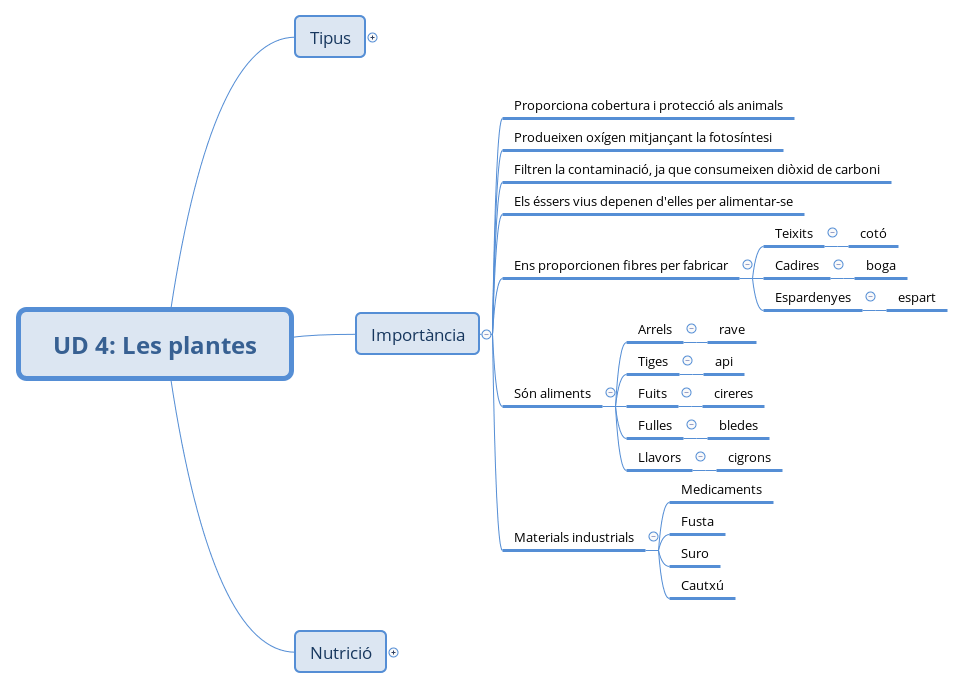 Tipus
Proporciona cobertura i protecció als animals
Produeixen oxígen mitjançant la fotosíntesi
Filtren la contaminació, ja que consumeixen diòxid de carboni
Els éssers vius depenen d'elles per alimentar-se
Ens proporcionen fibres per fabricar
Teixits
cotó
Cadires
boga
Espardenyes
espart
UD 4: Les plantes
Importància
Són aliments
Arrels
rave
Tiges
api
Fuits
cireres
Fulles
bledes
Llavors
cigrons
Materials industrials
Medicaments
Fusta
Suro
Cautxú
Nutrició